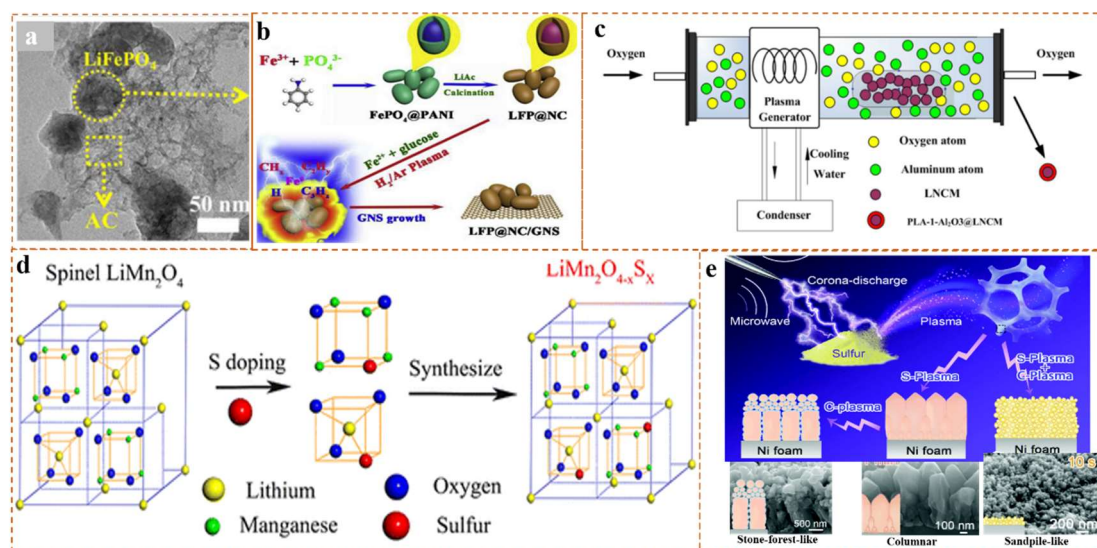 a
LiFePO₄
AC
50 nm
b
Fe³⁺ + PO₄³⁻
LiAc
Calcination
FePO₄@PANI
LFP@NC
Fe²⁺ + glucose
H₂/Ar Plasma
H
GNS growth
LFP@NC/GNS
c
Oxygen
Oxygen
Plasma
Generator
Cooling
Water
Condenser
Oxygen atom
Aluminum atom
LNCM
PLA-1-Al₂O3@LNCM
d
Spinel LiMn₂O₄
LiMn₂O₄₋ₓSₓ
S doping
Synthesize
Lithium
Oxygen
Manganese
Sulfur
e
Corona-discharge
Microwave
Plasma
Sulfur
S-Plasma
S-Plasma
+
C-Plasma
C-plasma
Ni foam
Ni foam
Ni foam
10 s
500 nm
100 nm
200 nm
Stone-forest-like
Columnar
Sandpile-like